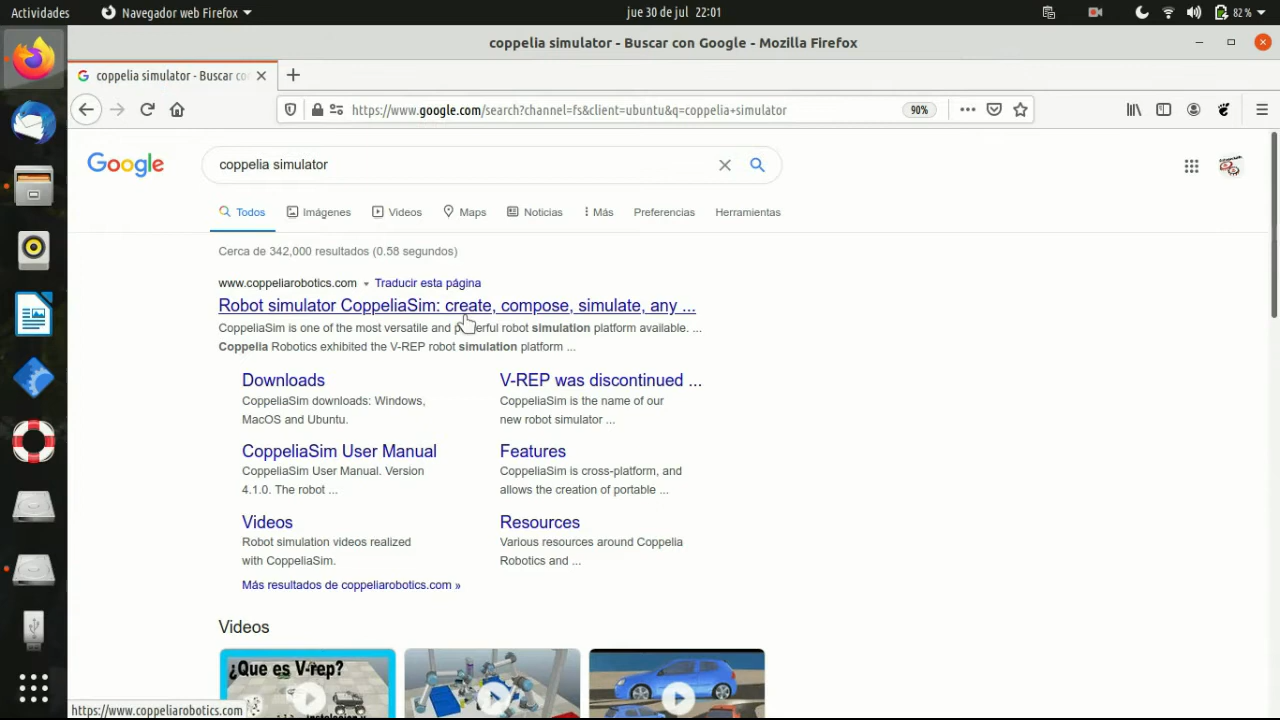 Actividades
Navegador web Firefox
jue 30 de jul 22:01
82 %
coppelia simulator - Buscar con Google - Mozilla Firefox
coppelia simulator - Buscar co
https://www.google.com/search?channel=fs&client=ubuntu&q=coppelia+simulator
90%
Google
coppelia simulator
Todos
Imágenes
Videos
Maps
Noticias
Más
Preferencias
Herramientas
Cerca de 342,000 resultados (0.58 segundos)
www.coppeliarobotics.com Traducir esta página
Robot simulator CoppeliaSim: create, compose, simulate, any ...
CoppeliaSim is one of the most versatile and powerful robot simulation platform available. ...
Coppelia Robotics exhibited the V-REP robot simulation platform ...
Downloads
CoppeliaSim downloads: Windows,
MacOS and Ubuntu.
V-REP was discontinued ...
CoppeliaSim is the name of our
new robot simulator ...
CoppeliaSim User Manual
CoppeliaSim User Manual. Version
4.1.0. The robot ...
Features
CoppeliaSim is cross-platform, and
allows the creation of portable ...
Videos
Robot simulation videos realized
with CoppeliaSim.
Resources
Various resources around Coppelia
Robotics and ...
Más resultados de coppeliarobotics.com »
Videos
¿Que es V-rep?
https://www.coppeliarobotics.com